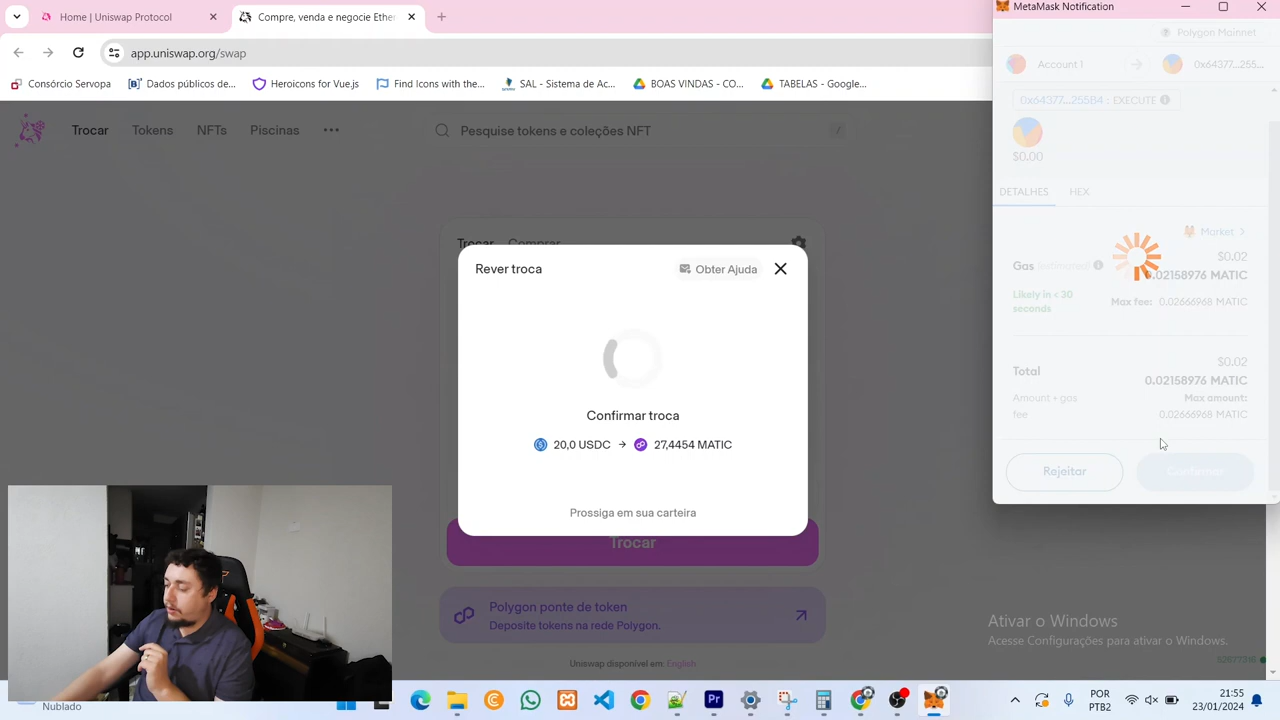 Home | Uniswap Protocol
Compre, venda e negocie Ether
MetaMask Notification
app.uniswap.org/swap
Polygon Mainnet
Consórcio Servopa
Dados públicos de...
Heroicons for Vue.js
Find Icons with the...
SAL - Sistema de Ac...
BOAS VINDAS - CO...
TABELAS - Google...
Account 1
0x64377...255...
0x64377...25584 : EXECUTE
$0.00
Trocar
Tokens
NFTs
Piscinas
Pesquise tokens e coleções NFT
/
DETALHES
HEX
Market >
Trocar
Comprar
Rever troca
Obter Ajuda
Gas (estimated)
$0.02
0.02158976 MATIC
Likely in < 30
seconds
Max fee: 0.02666968 MATIC
Confirmar troca
20,0 USDC → 27,4454 MATIC
Prossiga em sua carteira
Total
$0.02
0.02158976 MATIC
Amount + gas
fee
Max amount:
0.02666968 MATIC
Rejeitar
Confirmar
Trocar
Polygon ponte de token
Deposite tokens na rede Polygon.
Uniswap disponível em: English
Ativar o Windows
Acesse Configurações para ativar o Windows.
52677316
Nublado
POR
PTB2
21:55
23/01/2024